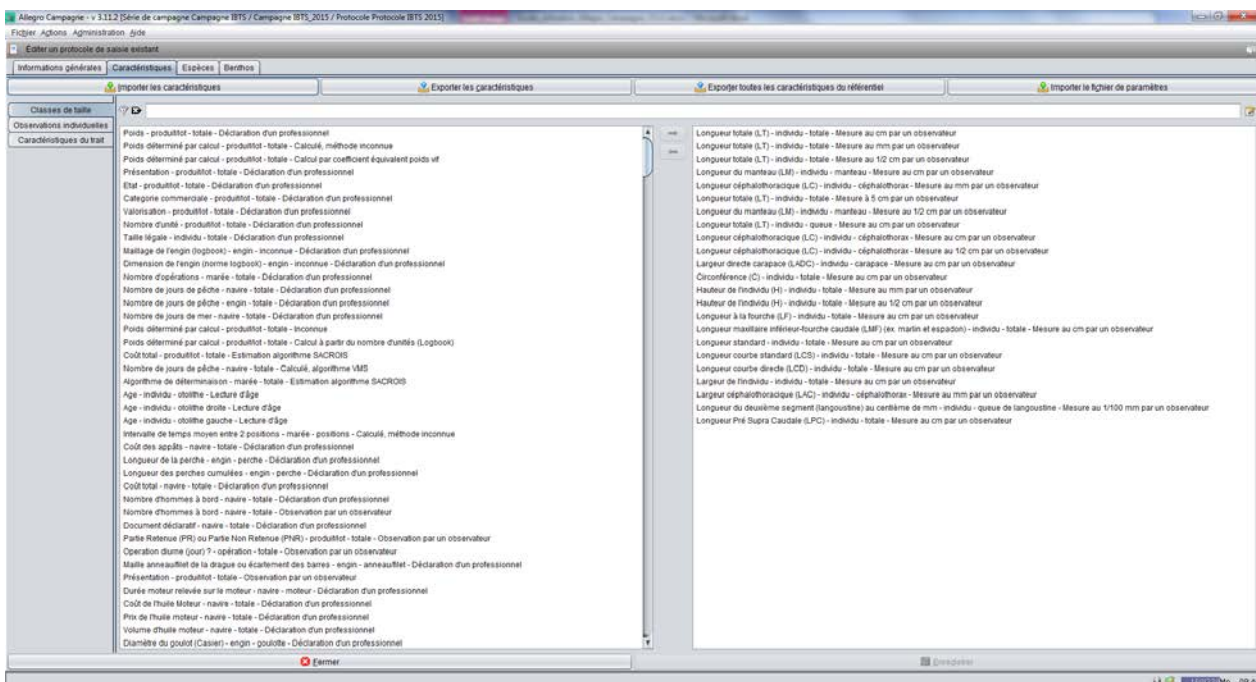 Allegro Campagne - v 3.11.2 [Série de campagne Campagne IBTS / Campagne IBTS_2015 / Protocole Protocole IBTS 2015]
Fichier Actions Administration Aide
Éditer un protocole de saisie existant
Informations générales Caractéristiques Espèces Benthos
Importer les caractéristiques Exporter les caractéristiques Exporter toutes les caractéristiques du référentiel Importer le fichier de paramètres
Classes de taille
Observations individuelles
Caractéristiques du trait
Poids - produit/lot - totale - Déclaration d'un professionnel
Poids déterminé par calcul - produit/lot - totale - Calculé, méthode inconnue
Poids déterminé par calcul - produit/lot - totale - Calcul par coefficient équivalent poids vif
Présentation - produit/lot - totale - Déclaration d'un professionnel
Etat - produit/lot - totale - Déclaration d'un professionnel
Categorie commerciale - produit/lot - totale - Déclaration d'un professionnel
Valorisation - produit/lot - totale - Déclaration d'un professionnel
Nombre d'unité - produit/lot - totale - Déclaration d'un professionnel
Taille légale - individu - totale - Déclaration d'un professionnel
Maillage de l'engin (logbook) - engin - inconnue - Déclaration d'un professionnel
Dimension de l'engin (norme logbook) - engin - inconnue - Déclaration d'un professionnel
Nombre d'opérations - marée - totale - Déclaration d'un professionnel
Nombre de jours de pêche - navire - totale - Déclaration d'un professionnel
Nombre de jours de pêche - engin - totale - Déclaration d'un professionnel
Nombre de jours de mer - navire - totale - Déclaration d'un professionnel
Poids déterminé par calcul - produit/lot - totale - Inconnue
Poids déterminé par calcul - produit/lot - totale - Calcul à partir du nombre d'unités (Logbook)
Coût total - produit/lot - totale - Estimation algorithme SACROIS
Nombre de jours de pêche - navire - totale - Calculé, algorithme VMS
Algorithme de déterminaison - marée - totale - Estimation algorithme SACROIS
Age - individu - otolithe - Lecture d'âge
Age - individu - otolithe droite - Lecture d'âge
Age - individu - otolithe gauche - Lecture d'âge
Intervalle de temps moyen entre 2 positions - marée - positions - Calculé, méthode inconnue
Coût des appâts - navire - totale - Déclaration d'un professionnel
Longueur de la perche - engin - perche - Déclaration d'un professionnel
Longueur des perches cumulées - engin - perche - Déclaration d'un professionnel
Coût total - navire - totale - Déclaration d'un professionnel
Nombre d'hommes à bord - navire - totale - Déclaration d'un professionnel
Nombre d'hommes à bord - navire - totale - Observation par un observateur
Document déclaratif - navire - totale - Déclaration d'un professionnel
Partie Retenue (PR) ou Partie Non Retenue (PNR) - produit/lot - totale - Observation par un observateur
Operation diurne (jour) ? - opération - totale - Observation par un observateur
Maille anneau/filet de la drague ou écartement des barres - engin - anneau/filet - Déclaration d'un professionnel
Présentation - produit/lot - totale - Observation par un observateur
Durée moteur relevée sur le moteur - navire - moteur - Déclaration d'un professionnel
Coût de l'huile Moteur - navire - totale - Déclaration d'un professionnel
Prix de l'huile moteur - navire - totale - Déclaration d'un professionnel
Volume d'huile moteur - navire - totale - Déclaration d'un professionnel
Diamètre du goulot (Casier) - engin - goulotte - Déclaration d'un professionnel
Longueur totale (LT) - individu - totale - Mesure au cm par un observateur
Longueur totale (LT) - individu - totale - Mesure au mm par un observateur
Longueur totale (LT) - individu - totale - Mesure au 1/2 cm par un observateur
Longueur du manteau (LM) - individu - manteau - Mesure au cm par un observateur
Longueur céphalothoracique (LC) - individu - céphalothorax - Mesure au mm par un observateur
Longueur totale (LT) - individu - totale - Mesure à 5 cm par un observateur
Longueur du manteau (LM) - individu - manteau - Mesure au 1/2 cm par un observateur
Longueur totale (LT) - individu - queue - Mesure au cm par un observateur
Longueur céphalothoracique (LC) - individu - céphalothorax - Mesure au cm par un observateur
Longueur céphalothoracique (LC) - individu - céphalothorax - Mesure au 1/2 cm par un observateur
Largeur directe carapace (LADC) - individu - carapace - Mesure au cm par un observateur
Circonférence (C) - individu - totale - Mesure au cm par un observateur
Hauteur de l'individu (H) - individu - totale - Mesure au mm par un observateur
Hauteur de l'individu (H) - individu - totale - Mesure au 1/2 cm par un observateur
Longueur à la fourche (LF) - individu - totale - Mesure au cm par un observateur
Longueur maxillaire inférieur-fourche caudale (LMF) (ex. marlin et espadon) - individu - totale - Mesure au cm par un observateur
Longueur standard - individu - totale - Mesure au cm par un observateur
Longueur courbe standard (LCS) - individu - totale - Mesure au cm par un observateur
Longueur courbe directe (LCD) - individu - totale - Mesure au cm par un observateur
Largeur de l'individu - individu - totale - Mesure au cm par un observateur
Largeur céphalothoracique (LAC) - individu - céphalothorax - Mesure au mm par un observateur
Longueur du deuxième segment (langoustine) au centième de mm - individu - queue de langoustine - Mesure au 1/100 mm par un observateur
Longueur Pré Supra Caudale (LPC) - individu - totale - Mesure au cm par un observateur
Fermer Enregistrer